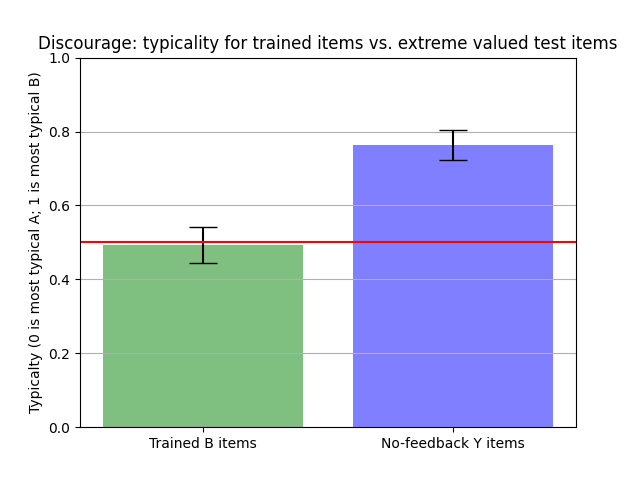 Discourage: typicality for trained items vs. extreme valued test items
Typicalty (0 is most typical A; 1 is most typical B)
1.0
0.8
0.6
0.4
0.2
0.0
Trained B items
No-feedback Y items